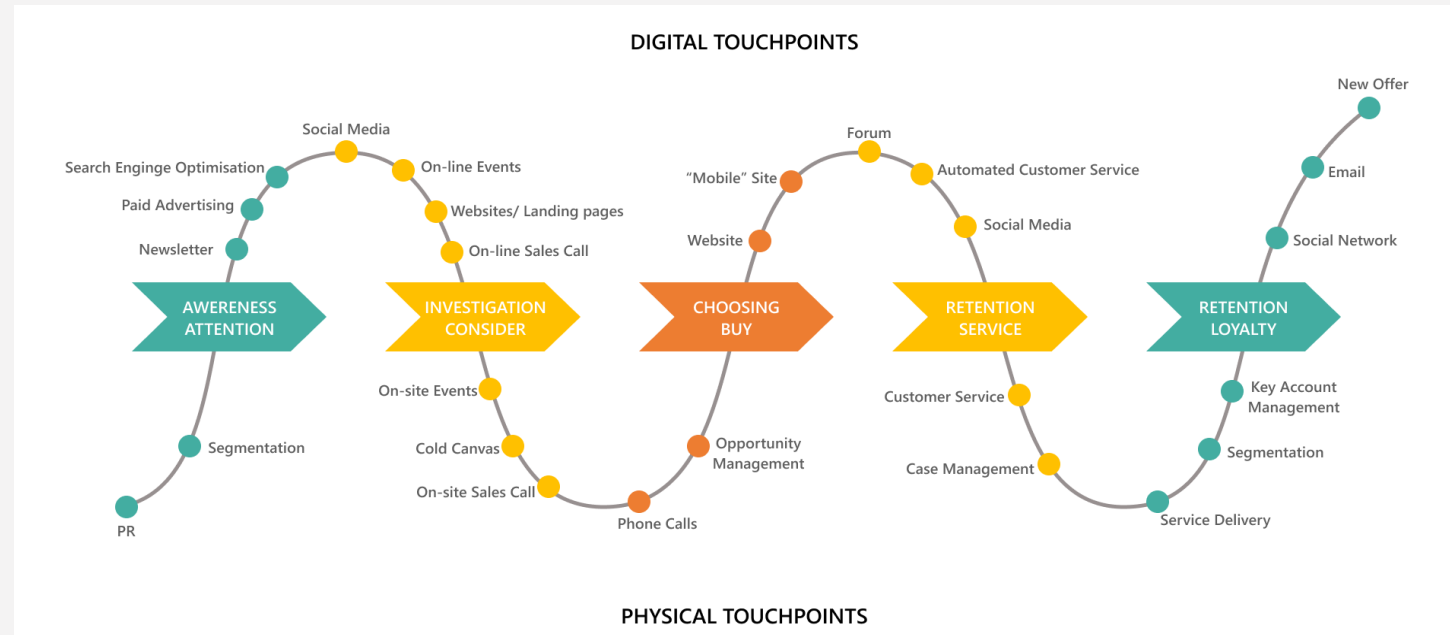 DIGITAL TOUCHPOINTS
New Offer
Social Media
Forum
Search Enginge Optimisation
On-line Events
"Mobile" Site
Automated Customer Service
Email
Paid Advertising
Websites/ Landing pages
Social Media
Newsletter
On-line Sales Call
Website
Social Network
AWERENESS
ATTENTION
INVESTIGATION
CONSIDER
CHOOSING
BUY
RETENTION
SERVICE
RETENTION
LOYALTY
On-site Events
Customer Service
Key Account
Management
Segmentation
Cold Canvas
Opportunity
Management
Case Management
Segmentation
On-site Sales Call
PR
Phone Calls
Service Delivery
PHYSICAL TOUCHPOINTS